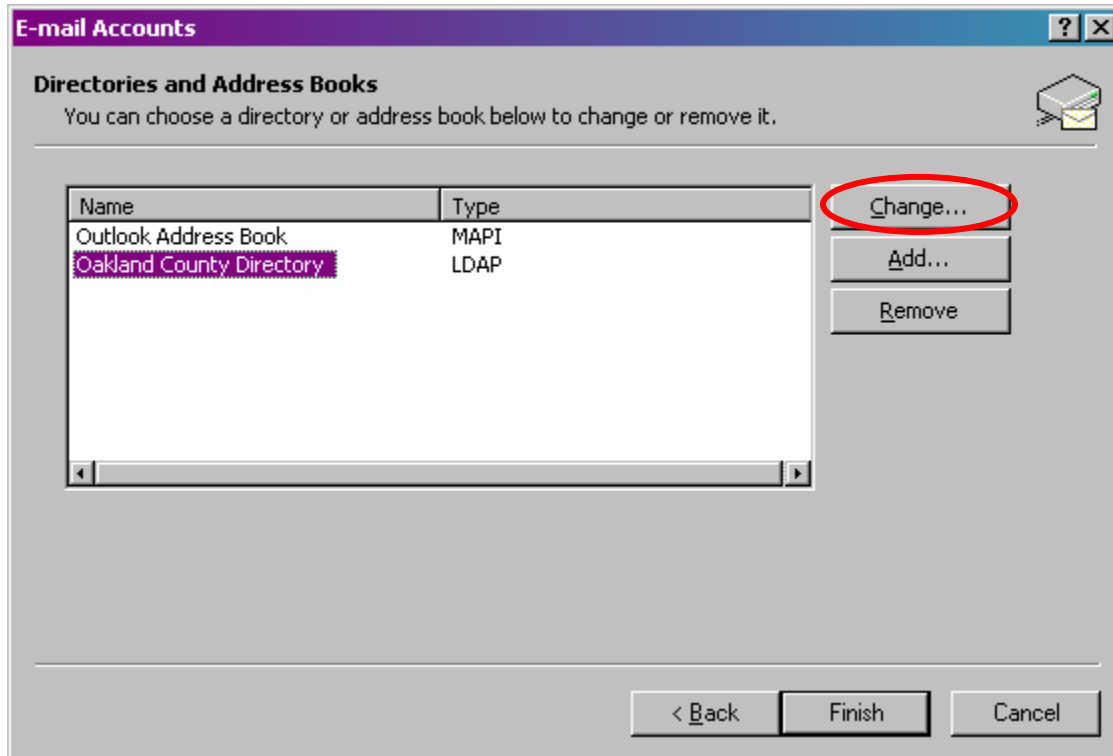 E-mail Accounts
Directories and Address Books
You can choose a directory or address book below to change or remove it.
Name Type
Outlook Address Book MAPI
Oakland County Directory LDAP
Change...
Add...
Remove
< Back Finish Cancel